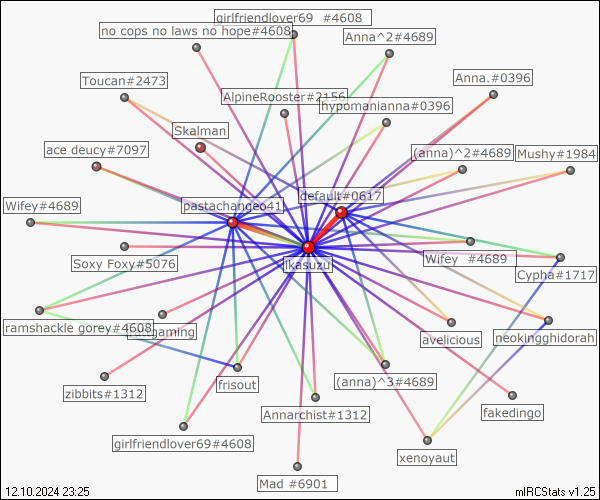 girlfriendlover69 #4608
no cops no laws no hope#4608
Anna^2#4689
Toucan#2473
Anna.#0396
AlpineRooster#2156
hypomanianna#0396
Skalman
ace deucy#7097
(anna)^2#4689
Mushy#1984
default#0617
Wifey#4689
pastachangeo41
Soxy Foxy#5076
ikasuzu
Wifey #4689
Cypha#1717
ramshackle gorey#4608
gaming
avelicious
neokingghidorah
zibbits#1312
frisout
(anna)^3#4689
Annarchist#1312
fakedingo
girlfriendlover69#4608
xenoyaut
Mad #6901
12.10.2024 23:25
mIRCStats v1.25